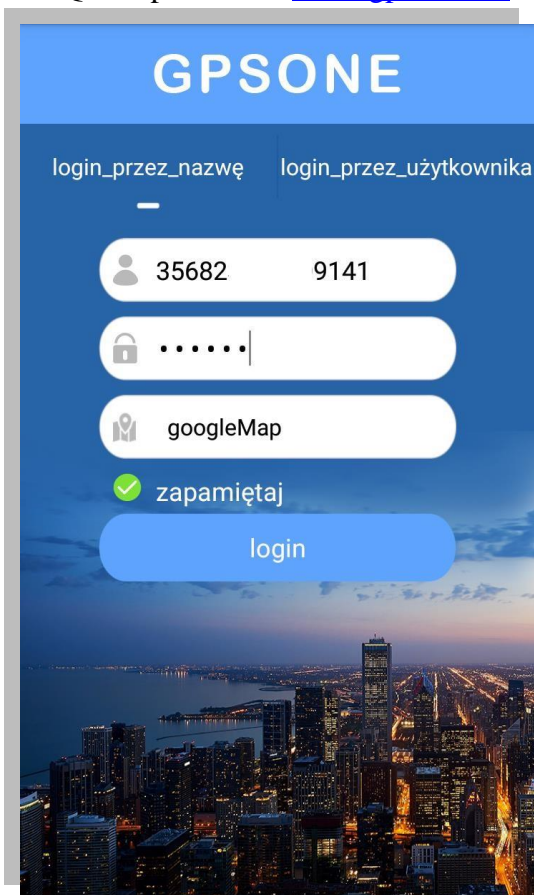 GPSONE
login_przez_nazwę login_przez_użytkownika
35682 9141
••••••
googleMap
zapamiętaj
login